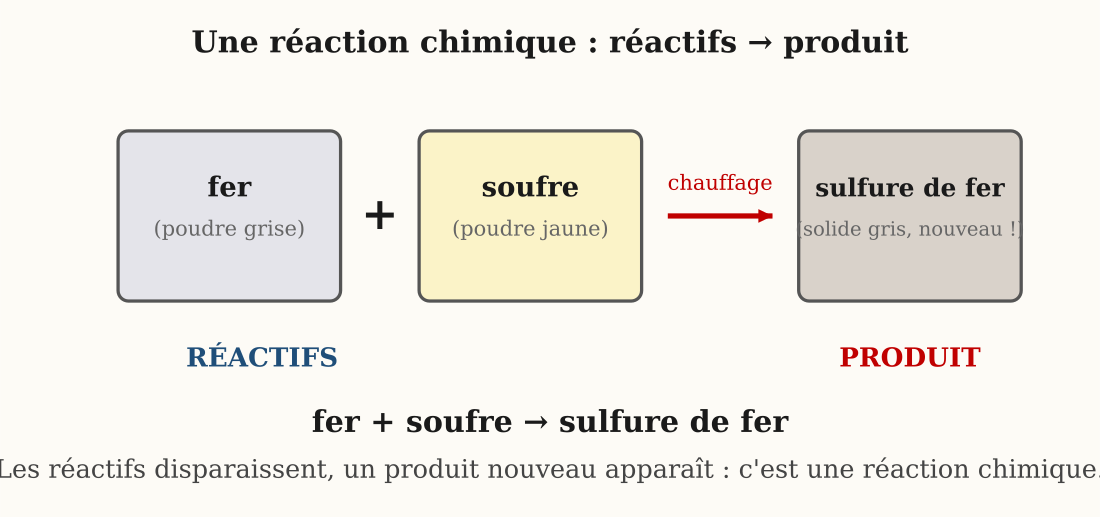 Une réaction chimique : réactifs → produit
fer
(poudre grise)
+
soufre
(poudre jaune)
chauffage
sulfure de fer
(solide gris, nouveau !)
RÉACTIFS
PRODUIT
fer + soufre → sulfure de fer
Les réactifs disparaissent, un produit nouveau apparaît : c'est une réaction chimique.